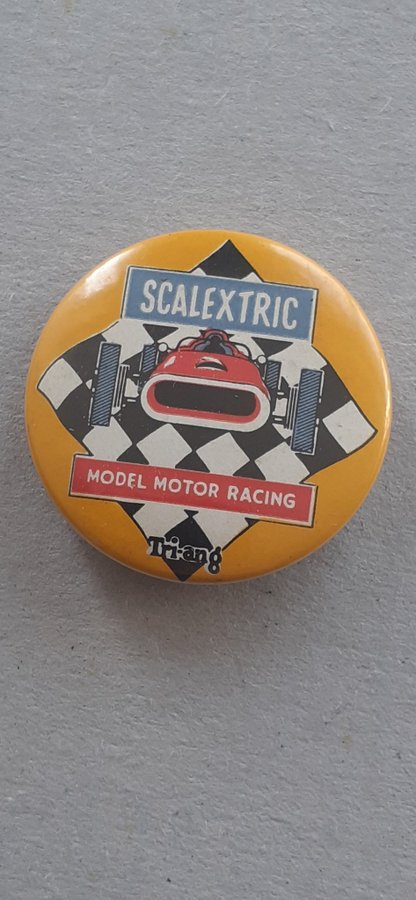 SCALEXTRIC
MODEL MOTOR RACING
Tri-ang